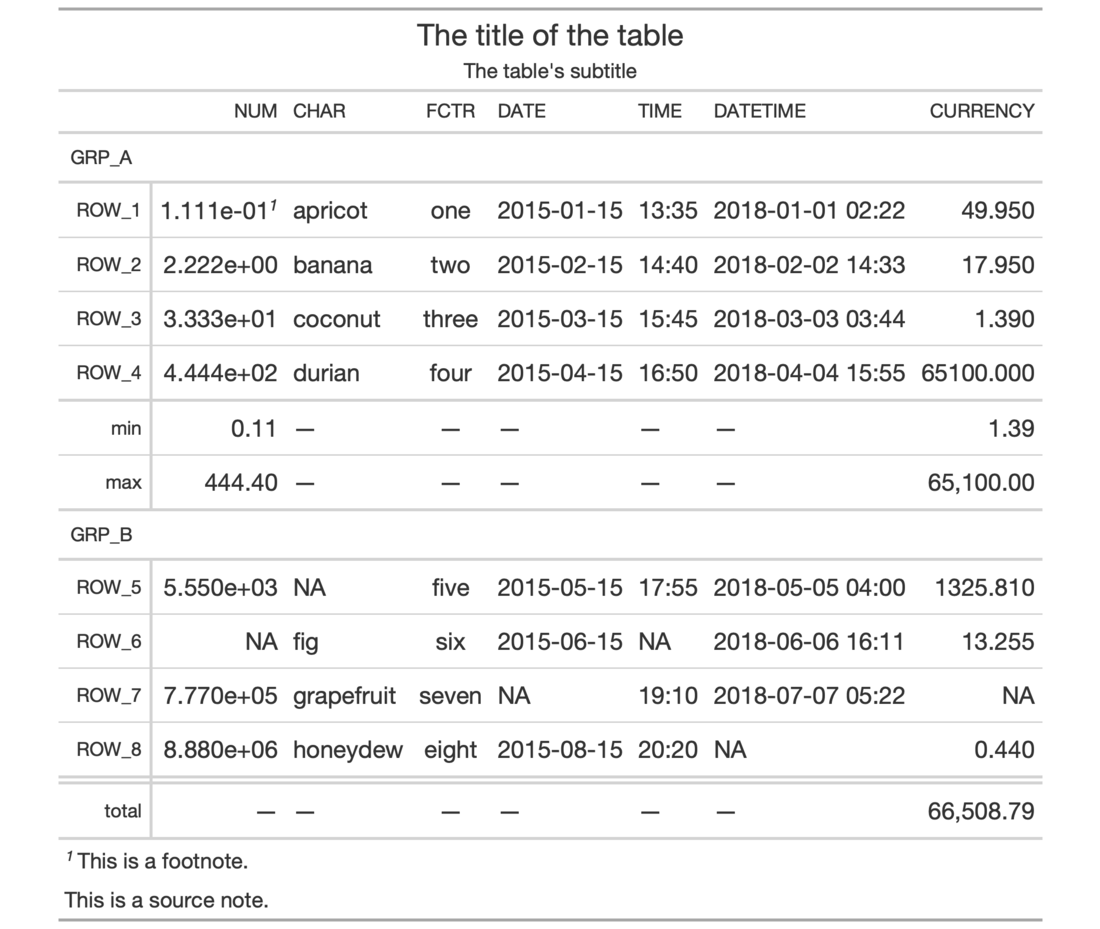 The title of the table
The table's subtitle
NUM CHAR FCTR DATE TIME DATETIME CURRENCY
GRP_A
ROW_1 1.111e-01¹ apricot one 2015-01-15 13:35 2018-01-01 02:22 49.950
ROW_2 2.222e+00 banana two 2015-02-15 14:40 2018-02-02 14:33 17.950
ROW_3 3.333e+01 coconut three 2015-03-15 15:45 2018-03-03 03:44 1.390
ROW_4 4.444e+02 durian four 2015-04-15 16:50 2018-04-04 15:55 65100.000
min 0.11 — — — — — 1.39
max 444.40 — — — — — 65,100.00
GRP_B
ROW_5 5.550e+03 NA five 2015-05-15 17:55 2018-05-05 04:00 1325.810
ROW_6 NA fig six 2015-06-15 NA 2018-06-06 16:11 13.255
ROW_7 7.770e+05 grapefruit seven NA 19:10 2018-07-07 05:22 NA
ROW_8 8.880e+06 honeydew eight 2015-08-15 20:20 NA 0.440
total — — — — — — 66,508.79
¹ This is a footnote.
This is a source note.